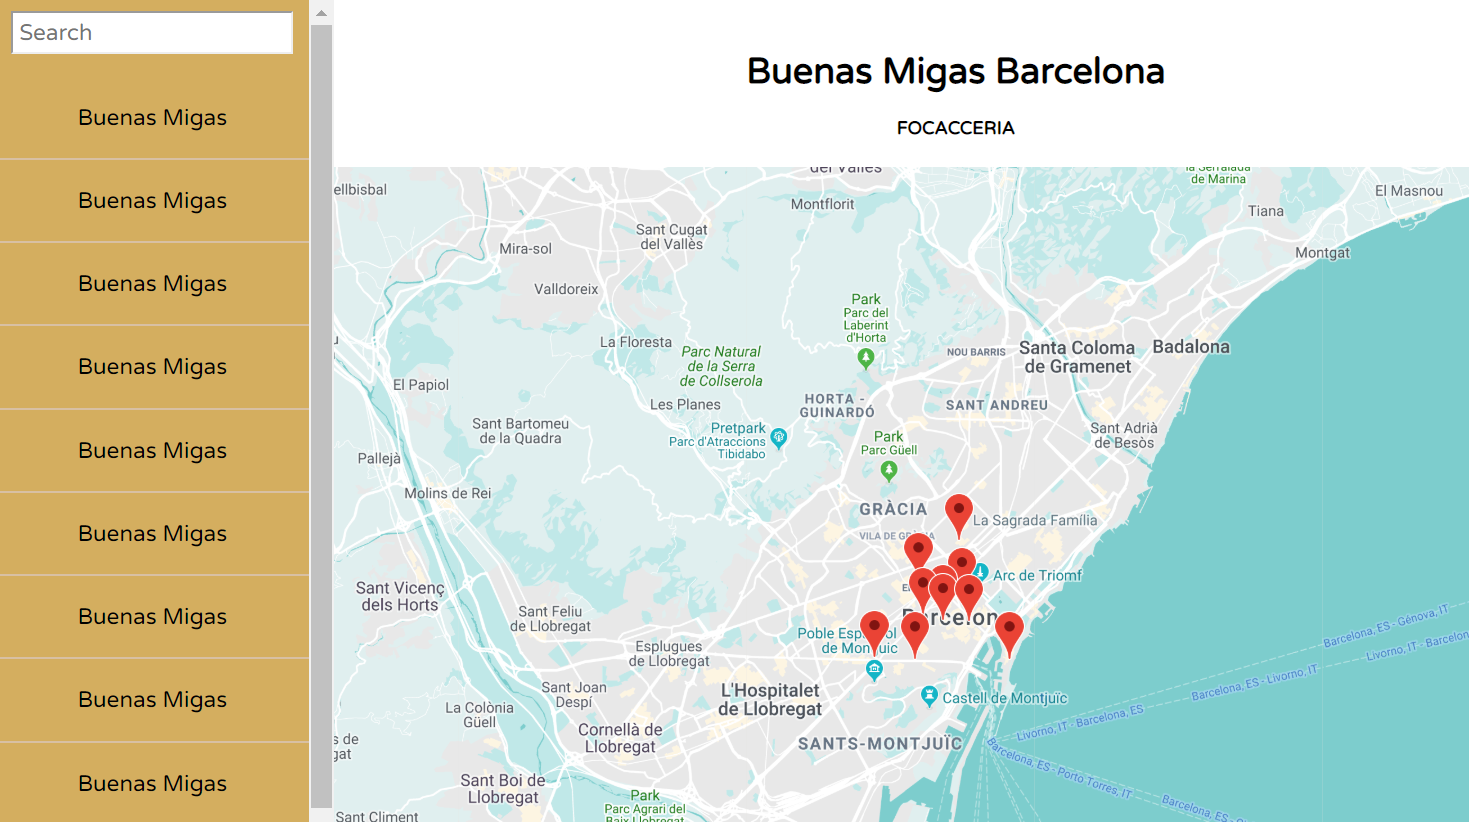 Search
Buenas Migas
Buenas Migas
Buenas Migas
Buenas Migas
Buenas Migas
Buenas Migas
Buenas Migas
Buenas Migas
Buenas Migas
Buenas Migas Barcelona
FOCACCERIA
del Vallès
la Serralada
de Marina
ellbisbal
El Masnou
Montflorit
Tiana
Sant Cugat
del Vallès
Mira-sol
Montgat
Valldoreix
Park
Parc del
Laberint
d'Horta
La Floresta
Parc Natural
de la Serra
de Collserola
NOU BARRIS
Santa Coloma
de Gramenet
Badalona
El Papiol
Les Planes
HORTA -
GUINARDÓ
SANT ANDREU
Sant Bartomeu
de la Quadra
Pretpark
Parc d'Atraccions
Tibidabo
Park
Parc Güell
Sant Adrià
de Besòs
Pallejà
Molins de Rei
GRÀCIA
La Sagrada Família
VILA DE GRÀCIA
Arc de Triomf
Sant Vicenç
dels Horts
Sant Feliu
de Llobregat
Barcelona
Poble Espanyol
de Montjuïc
Esplugues
de Llobregat
Barcelona, ES - Gènova, IT
Livorno, IT - Barcelon
Barcelona, ES - Livorno, IT
Sant Joan
Despí
L'Hospitalet
de Llobregat
Castell de Montjuïc
La Colònia
Güell
Livorno, IT - Barcelona, ES
Cornellà de
Llobregat
SANTS-MONTJUÏC
s de
gat
Barcelona, ES - Porto Torres, IT
Sant Boi de
Llobregat
Park
Parc Agrari del
Baix Llobregat
Barcelona, ES
Sant Climent